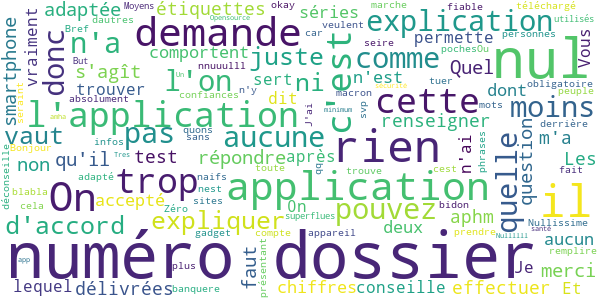 Moyens
okay
adaptée
étiquettes
séries
marche
Opensource
téléchargé
dautres
Bref
n'a
demande
explication
veulent
fiable
utilisés
seire
car
permette
personnes
nul
smartphone
vraiment
s'agît
comportent
juste
c'est
comme
pochesOu
Vous
donc
But
nnuuulll
Quel
obligatoire
trouver
l'on
ni
n'est
tuer
peuple
Un
sert
dont
seraient
absolument
confiances
n'y
macron
J'ai
mots
l'application
dit
cette
moins
svp
renseigner
derrière
quons
sans
vaut
pas
aucune
infos
rien
n'ai
quelle
question
m'a
non
qu'il
test
répondre
après
qqc
phrases
Les
adapté
naifs
toute
trouve
cest
fait
On
trop
application
il
déconseille
blabla
nest
sites
bidon
cela
accepté
Zéro
On
superflues
pouvez
aphm
Nullissime
d'accord
expliquer
deux
aucun
gadget
appareil
compte
prendre
Nullllll
santé
numéro dossier
Je
merci
plus
faut
présentant
remplire
app
lequel
délivrées
banquere
chiffres
conseille
effectuer
Et